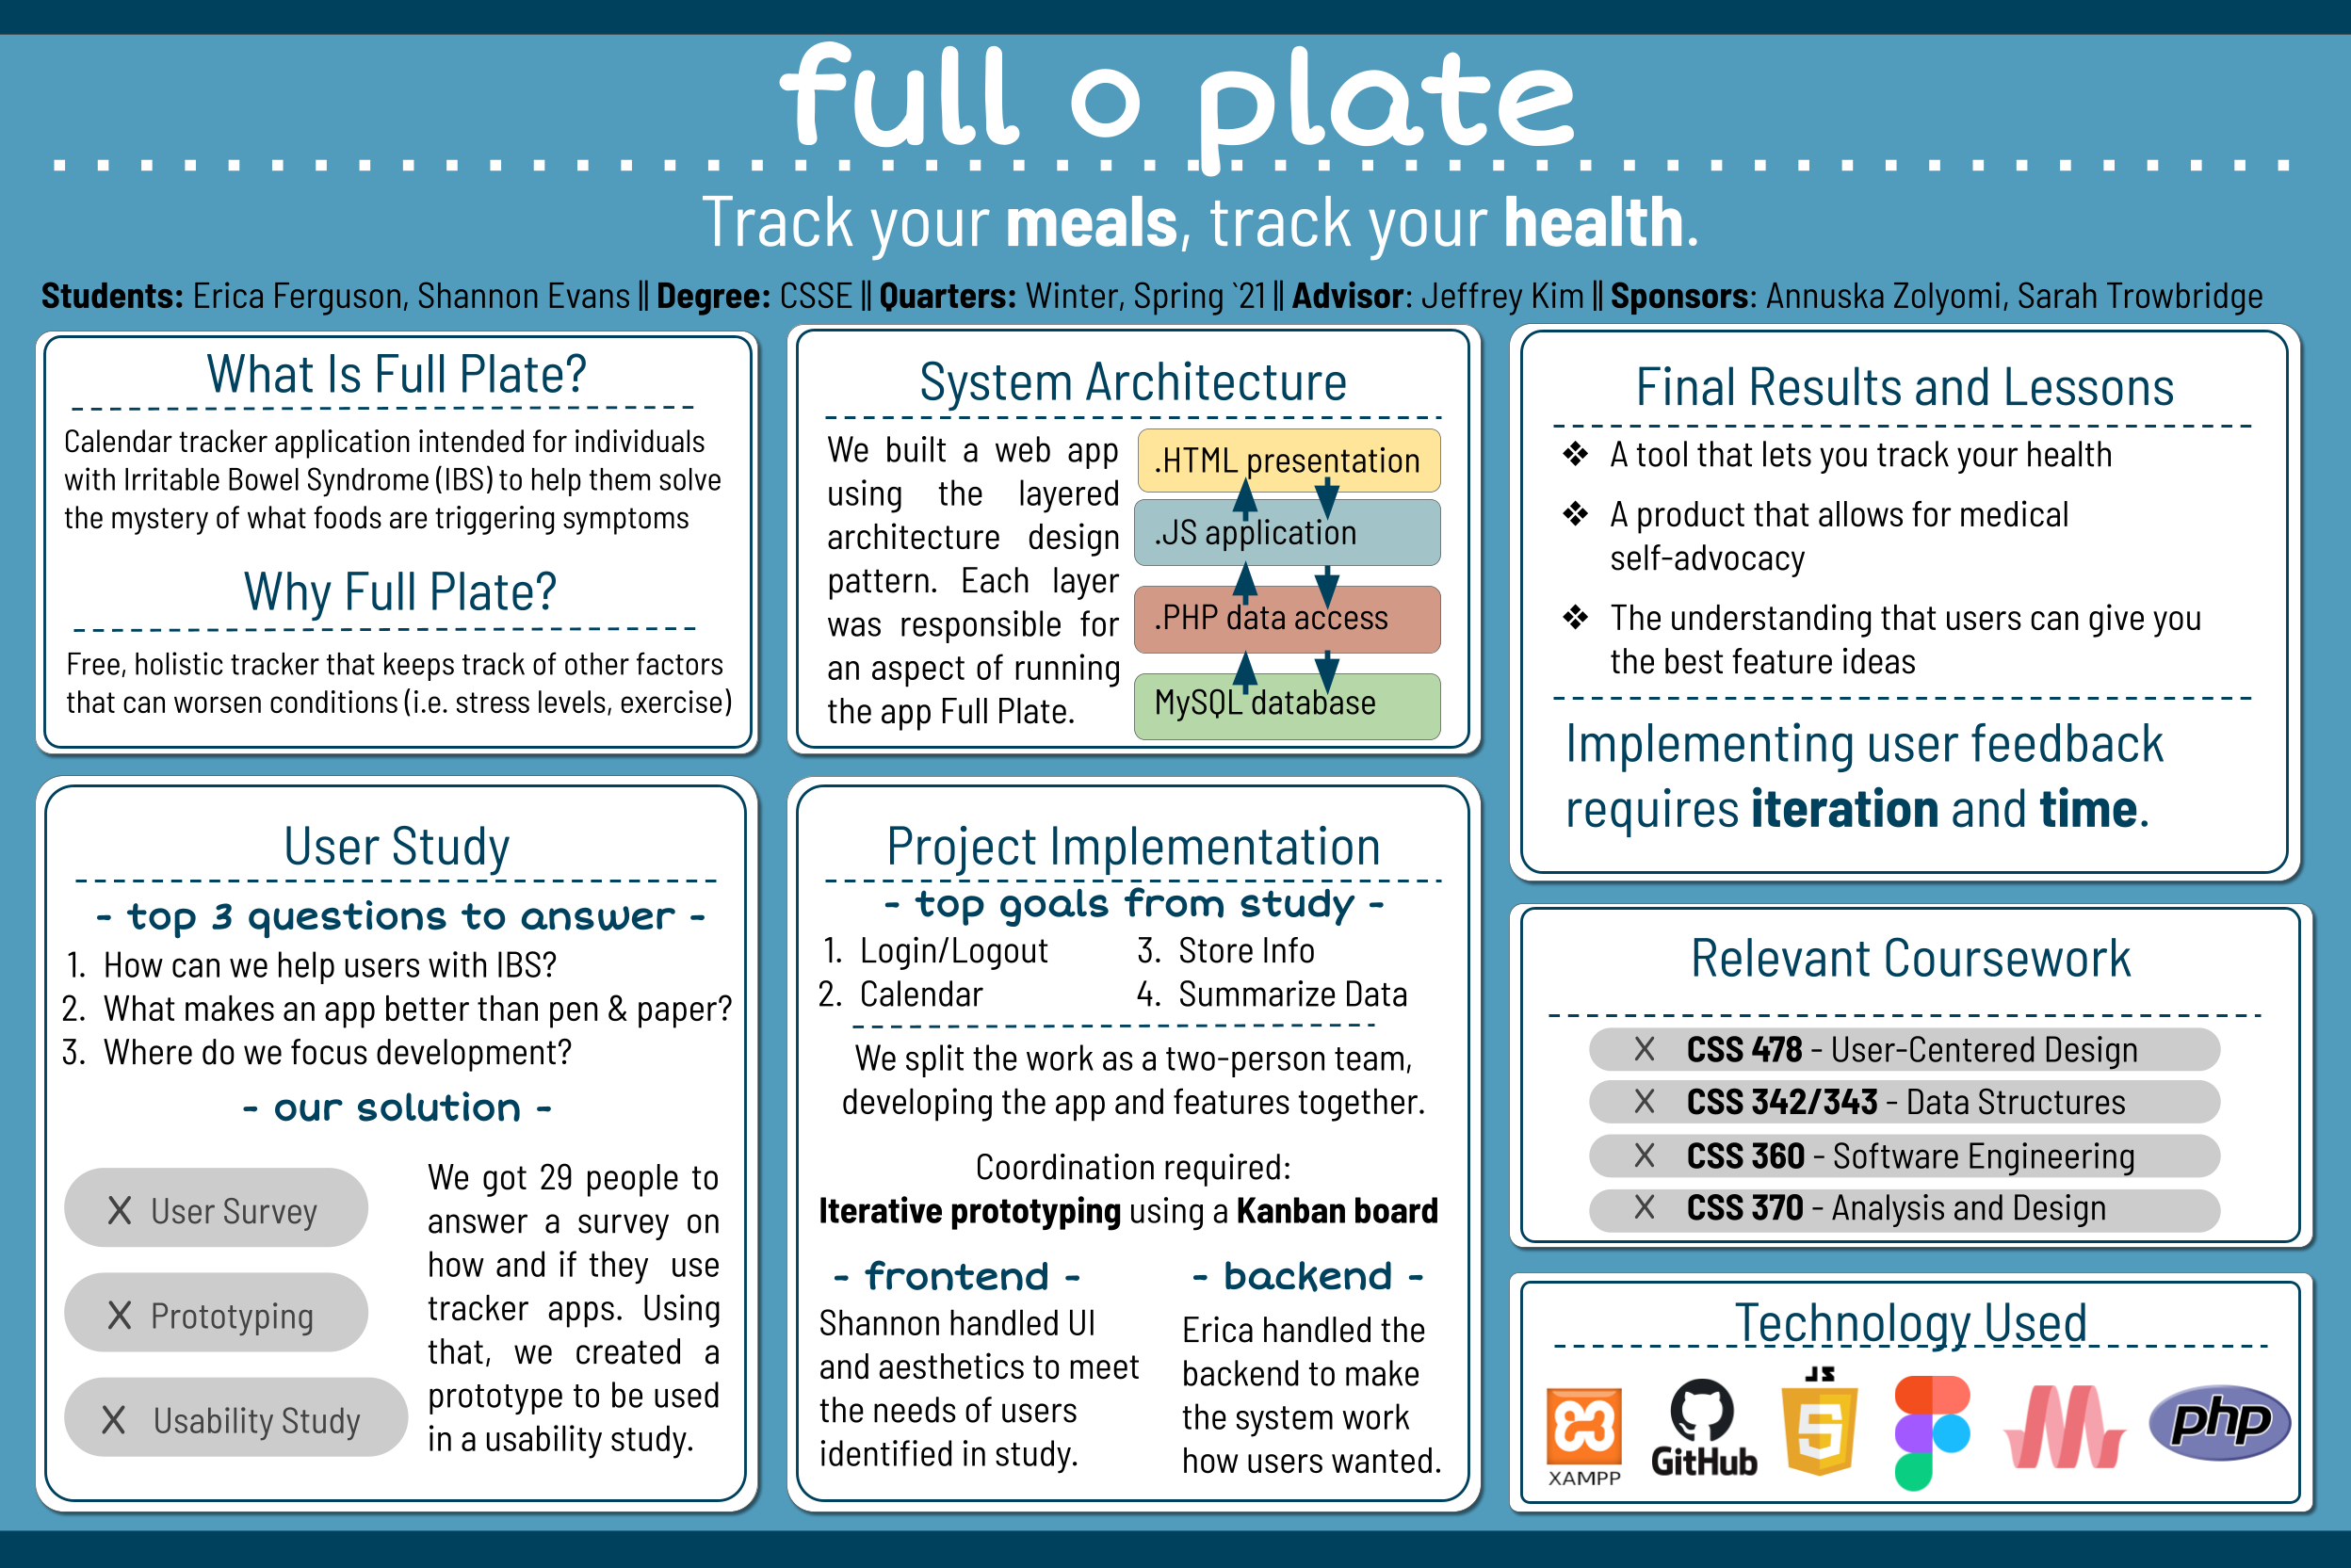 full o plate
Track your meals, track your health.
Students: Erica Ferguson, Shannon Evans || Degree: CSSE || Quarters: Winter, Spring `21 || Advisor: Jeffrey Kim || Sponsors: Annuska Zolyomi, Sarah Trowbridge
What Is Full Plate?
Calendar tracker application intended for individuals
with Irritable Bowel Syndrome (IBS) to help them solve
the mystery of what foods are triggering symptoms
Why Full Plate?
Free, holistic tracker that keeps track of other factors
that can worsen conditions (i.e. stress levels, exercise)
User Study
- top 3 questions to answer -
1. How can we help users with IBS?
2. What makes an app better than pen & paper?
3. Where do we focus development?
- our solution -
X User Survey
X Prototyping
X Usability Study
We got 29 people to
answer a survey on
how and if they use
tracker apps. Using
that, we created a
prototype to be used
in a usability study.
System Architecture
We built a web app
using the layered
architecture design
pattern. Each layer
was responsible for
an aspect of running
the app Full Plate.
.HTML presentation
.JS application
.PHP data access
MySQL database
Project Implementation
- top goals from study -
1. Login/Logout
2. Calendar
3. Store Info
4. Summarize Data
We split the work as a two-person team,
developing the app and features together.
Coordination required:
Iterative prototyping using a Kanban board
- frontend -
Shannon handled UI
and aesthetics to meet
the needs of users
identified in study.
- backend -
Erica handled the
backend to make
the system work
how users wanted.
Final Results and Lessons
❖ A tool that lets you track your health
❖ A product that allows for medical
self-advocacy
❖ The understanding that users can give you
the best feature ideas
Implementing user feedback
requires iteration and time.
Relevant Coursework
X CSS 478 - User-Centered Design
X CSS 342/343 - Data Structures
X CSS 360 - Software Engineering
X CSS 370 - Analysis and Design
Technology Used
XAMPP
GitHub
JS
5
php